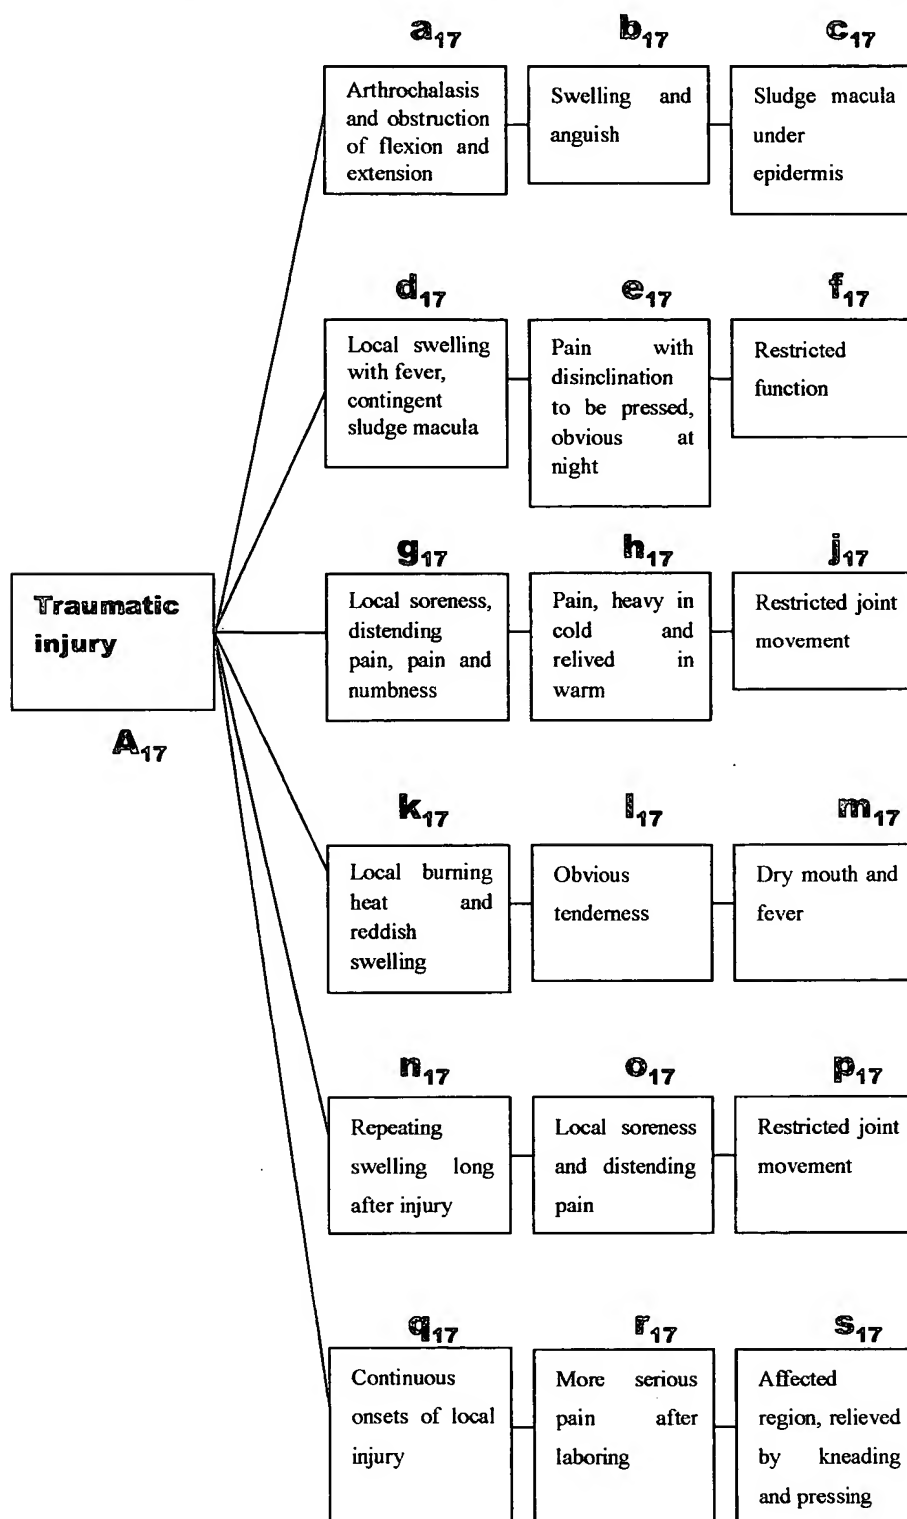 a17
b17
c17
Arthrochalasis
and obstruction
of flexion and
extension
Swelling and
anguish
Sludge macula
under
epidermis
d17
e17
f17
Local swelling
with fever,
contingent
sludge macula
Pain with
disinclination
to be pressed,
obvious at
night
Restricted
function
g17
h17
j17
Traumatic
injury
A17
Local soreness,
distending
pain, pain and
numbness
Pain, heavy in
cold and
relived in
warm
Restricted joint
movement
k17
l17
m17
Local burning
heat and
reddish
swelling
Obvious
tenderness
Dry mouth and
fever
n17
o17
p17
Repeating
swelling long
after injury
Local soreness
and distending
pain
Restricted joint
movement
q17
r17
s17
Continuous
onsets of local
injury
More serious
pain after
laboring
Affected
region, relieved
by kneading
and pressing